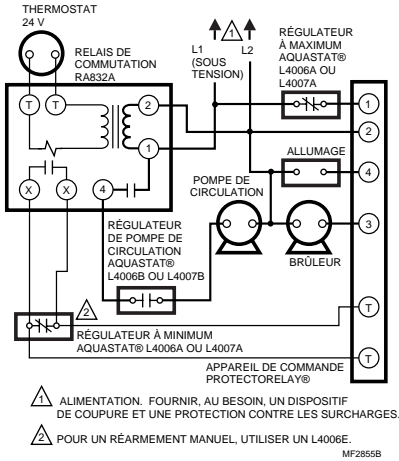 THERMOSTAT
24 V
RELAIS DE
COMMUTATION
RA832A
L1
(SOUS
TENSION)
1
L2
RÉGULATEUR
À MAXIMUM
AQUASTAT®
L4006A OU
L4007A
T
T
2
1
X
X
4
1
2
ALLUMAGE
4
POMPE DE
CIRCULATION
3
BRÛLEUR
RÉGULATEUR
DE POMPE DE
CIRCULATION
AQUASTAT®
L4006B OU L4007B
2
T
RÉGULATEUR À MINIMUM
AQUASTAT® L4006A OU L4007A
T
APPAREIL DE COMMANDE
PROTECTORELAY®
1 ALIMENTATION. FOURNIR, AU BESOIN, UN DISPOSITIF
DE COUPURE ET UNE PROTECTION CONTRE LES SURCHARGES.
2 POUR UN RÉARMEMENT MANUEL, UTILISER UN L4006E.
MF2855B